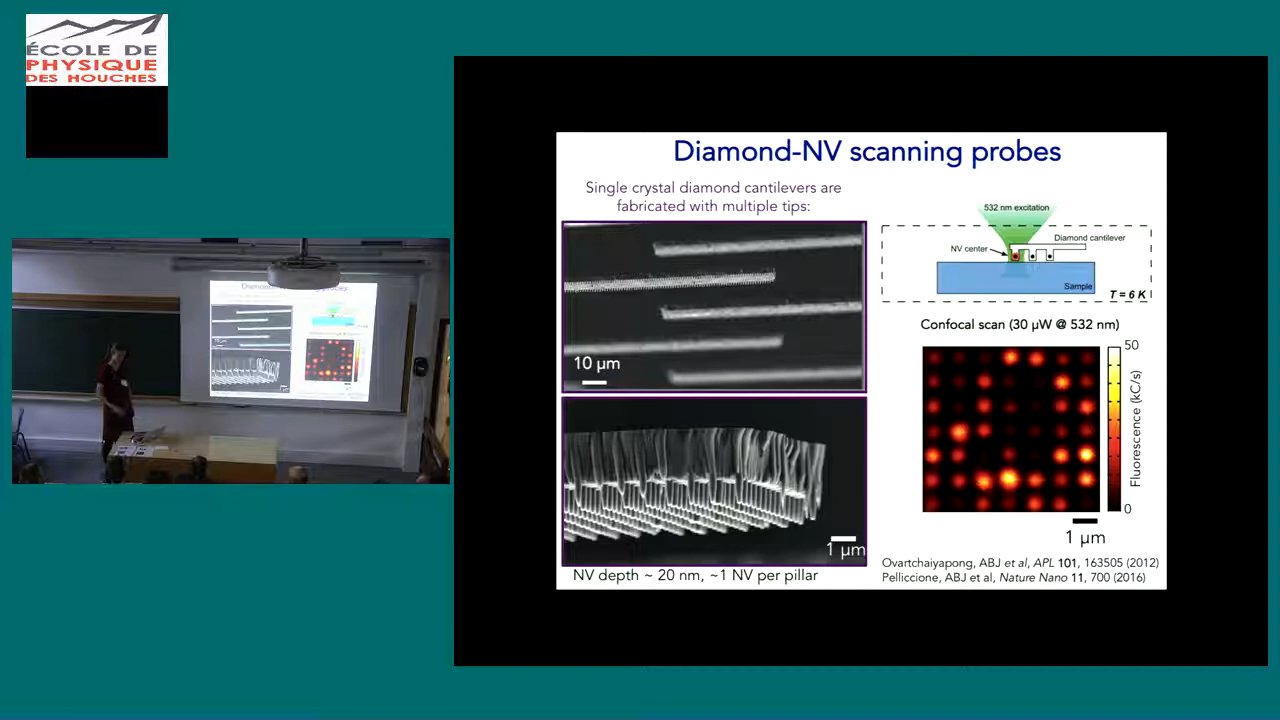 ÉCOLE DE
PHYSIQUE
DES HOUCHES
Diamond-NV scanning probes
Single crystal diamond cantilevers are
fabricated with multiple tips:
10 µm
1 µm
NV depth ~ 20 nm, ~1 NV per pillar
532 nm excitation
Diamond cantilever
NV center
Sample
T = 6 K
Confocal scan (30 µW @ 532 nm)
50
Fluorescence (kC/s)
0
1 µm
Ovartchaiyapong, ABJ et al, APL 101, 163505 (2012)
Pelliccione, ABJ et al, Nature Nano 11, 700 (2016)